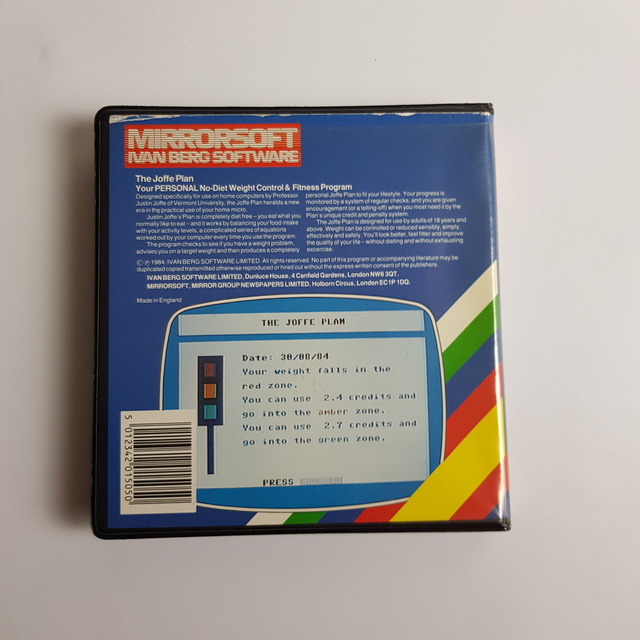 MIRRORSOFT
IVAN BERG SOFTWARE
The Joffe Plan
Your PERSONAL No-Diet Weight Control & Fitness Program
Designed specifically for use on home computers by Professor
Justin Joffe of Vermont University, the Joffe Plan heralds a new
era in the practical use of your home micro.
Justin Joffe's Plan is completely diet free – you eat what you
normally like to eat – and it works by balancing your food intake
with your activity levels, a complicated series of equations
worked out by your computer every time you use the program.
The program checks to see if you have a weight problem,
advises you on a target weight and then produces a completely
personal Joffe Plan to fit your lifestyle. Your progress is
monitored by a system of regular checks, and you are given
encouragement (or a telling-off) when you most need it by the
Plan's unique credit and penalty system.
The Joffe Plan is designed for use by adults of 18 years and
above. Weight can be controlled or reduced sensibly, simply,
effectively and safely. You'll look better, feel fitter and improve
the quality of your life – without dieting and without exhausting
excercise.
© ℗ 1984. IVAN BERG SOFTWARE LIMITED. All rights reserved. No part of this program or accompanying literature may be
duplicated copied transmitted otherwise reproduced or hired out without the express written consent of the publishers.
IVAN BERG SOFTWARE LIMITED, Dunluce House, 4 Canfield Gardens, London NW6 3QT.
MIRRORSOFT, MIRROR GROUP NEWSPAPERS LIMITED, Holborn Circus, London EC1P 1DQ.
Made in England
THE JOFFE PLAN
Date: 30/08/84
Your weight falls in the
red zone.
You can use 2.4 credits and
go into the amber zone.
You can use 2.7 credits and
go into the green zone.
PRESS
5 012342 015050